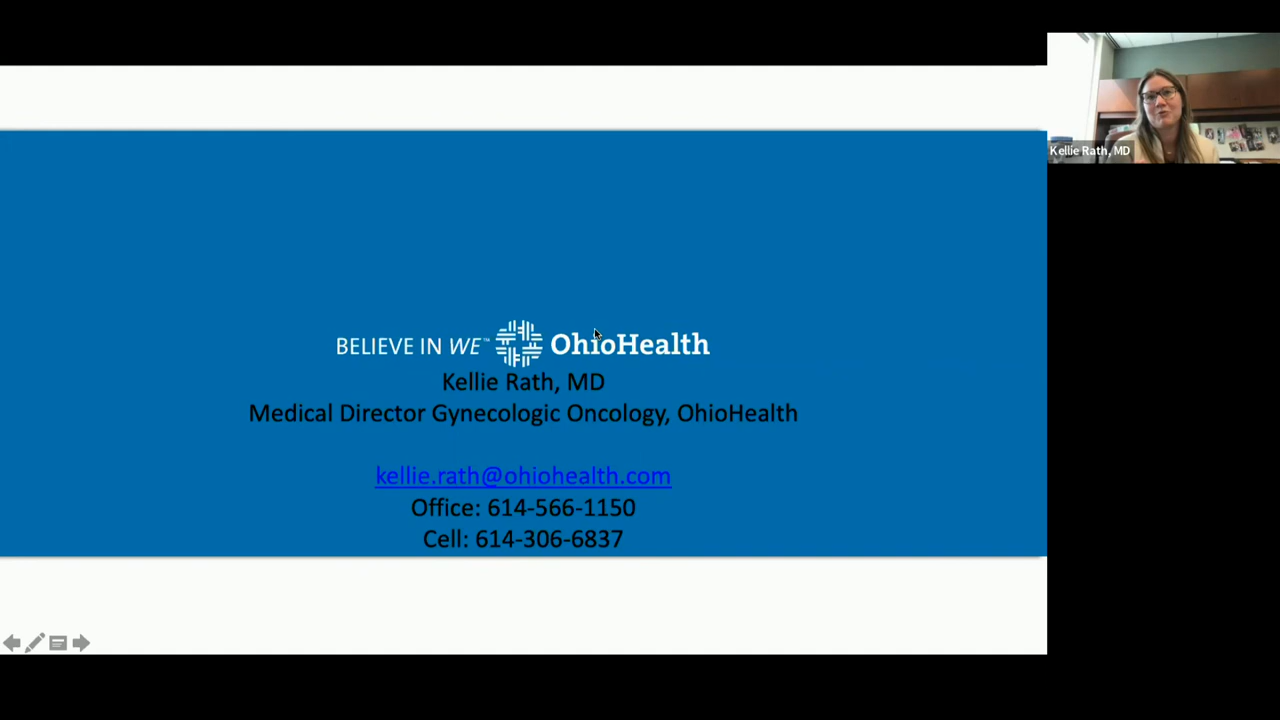 Kellie Rath, MD
BELIEVE IN WE™ OhioHealth
Kellie Rath, MD
Medical Director Gynecologic Oncology, OhioHealth
kellie.rath@ohiohealth.com
Office: 614-566-1150
Cell: 614-306-6837